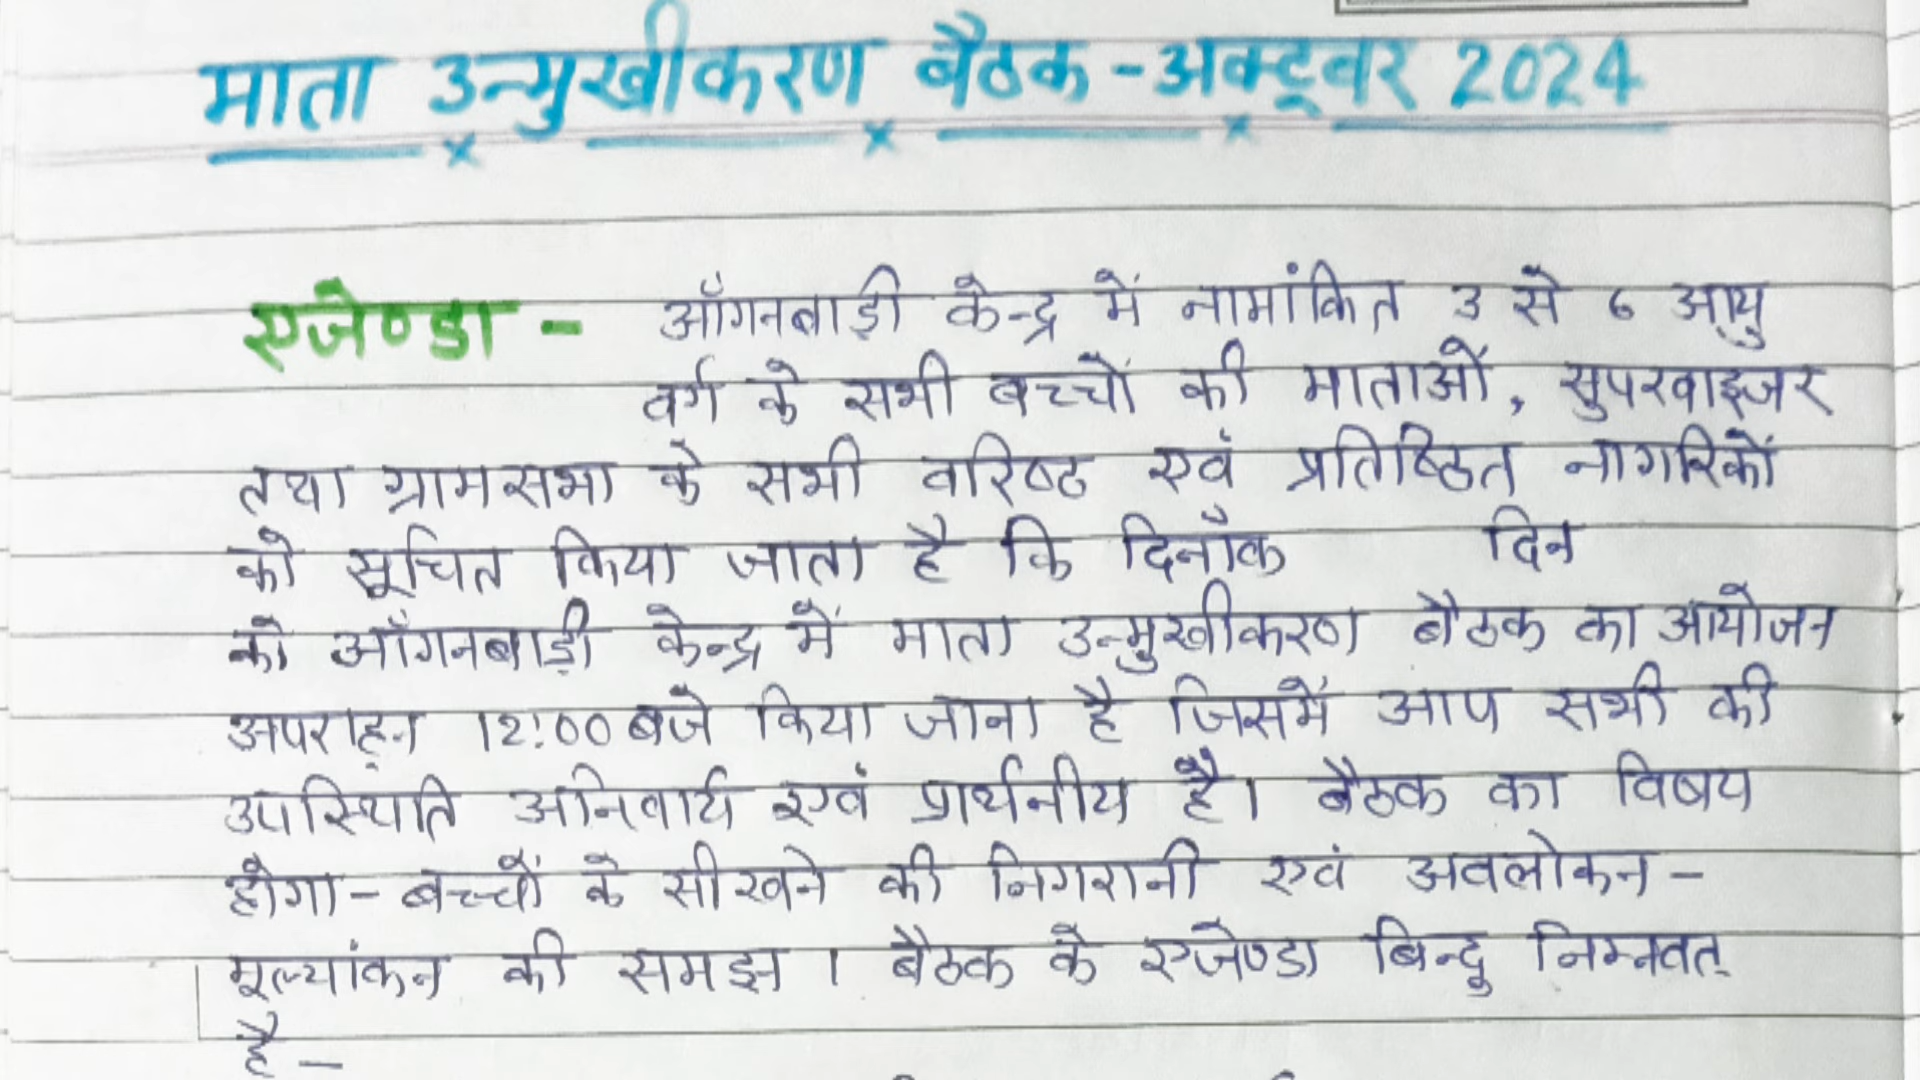 माता उन्मुखीकरण बैठक - अक्टूबर 2024
एजेण्डा - आँगनबाड़ी केन्द्र में नामांकित 3 से 6 आयु
वर्ग के सभी बच्चों की माताओं, सुपरवाइजर
तथा ग्रामसभा के सभी वरिष्ठ एवं प्रतिष्ठित नागरिकों
को सूचित किया जाता है कि दिनाँक दिन
को आँगनबाड़ी केन्द्र में माता उन्मुखीकरण बैठक का आयोजन
अपराह्न 12:00 बजे किया जाना है जिसमें आप सभी की
उपस्थिति अनिवार्य एवं प्रार्थनीय है। बैठक का विषय
होगा - बच्चों के सीखने की निगरानी एवं अवलोकन -
मूल्यांकन की समझ । बैठक के एजेण्डा बिन्दु निम्नवत्
है -